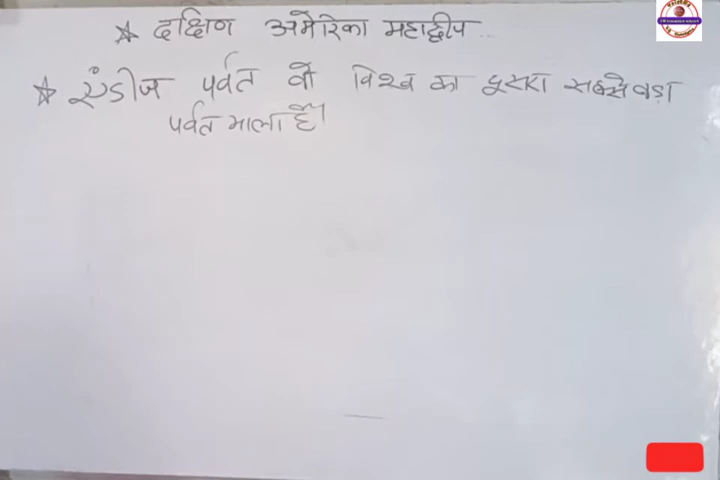 ☆ दक्षिण अमेरिका महाद्वीप ...
☆ एंडीज पर्वत वो विश्व का दूसरा सबसे बड़ा
पर्वत माला है।